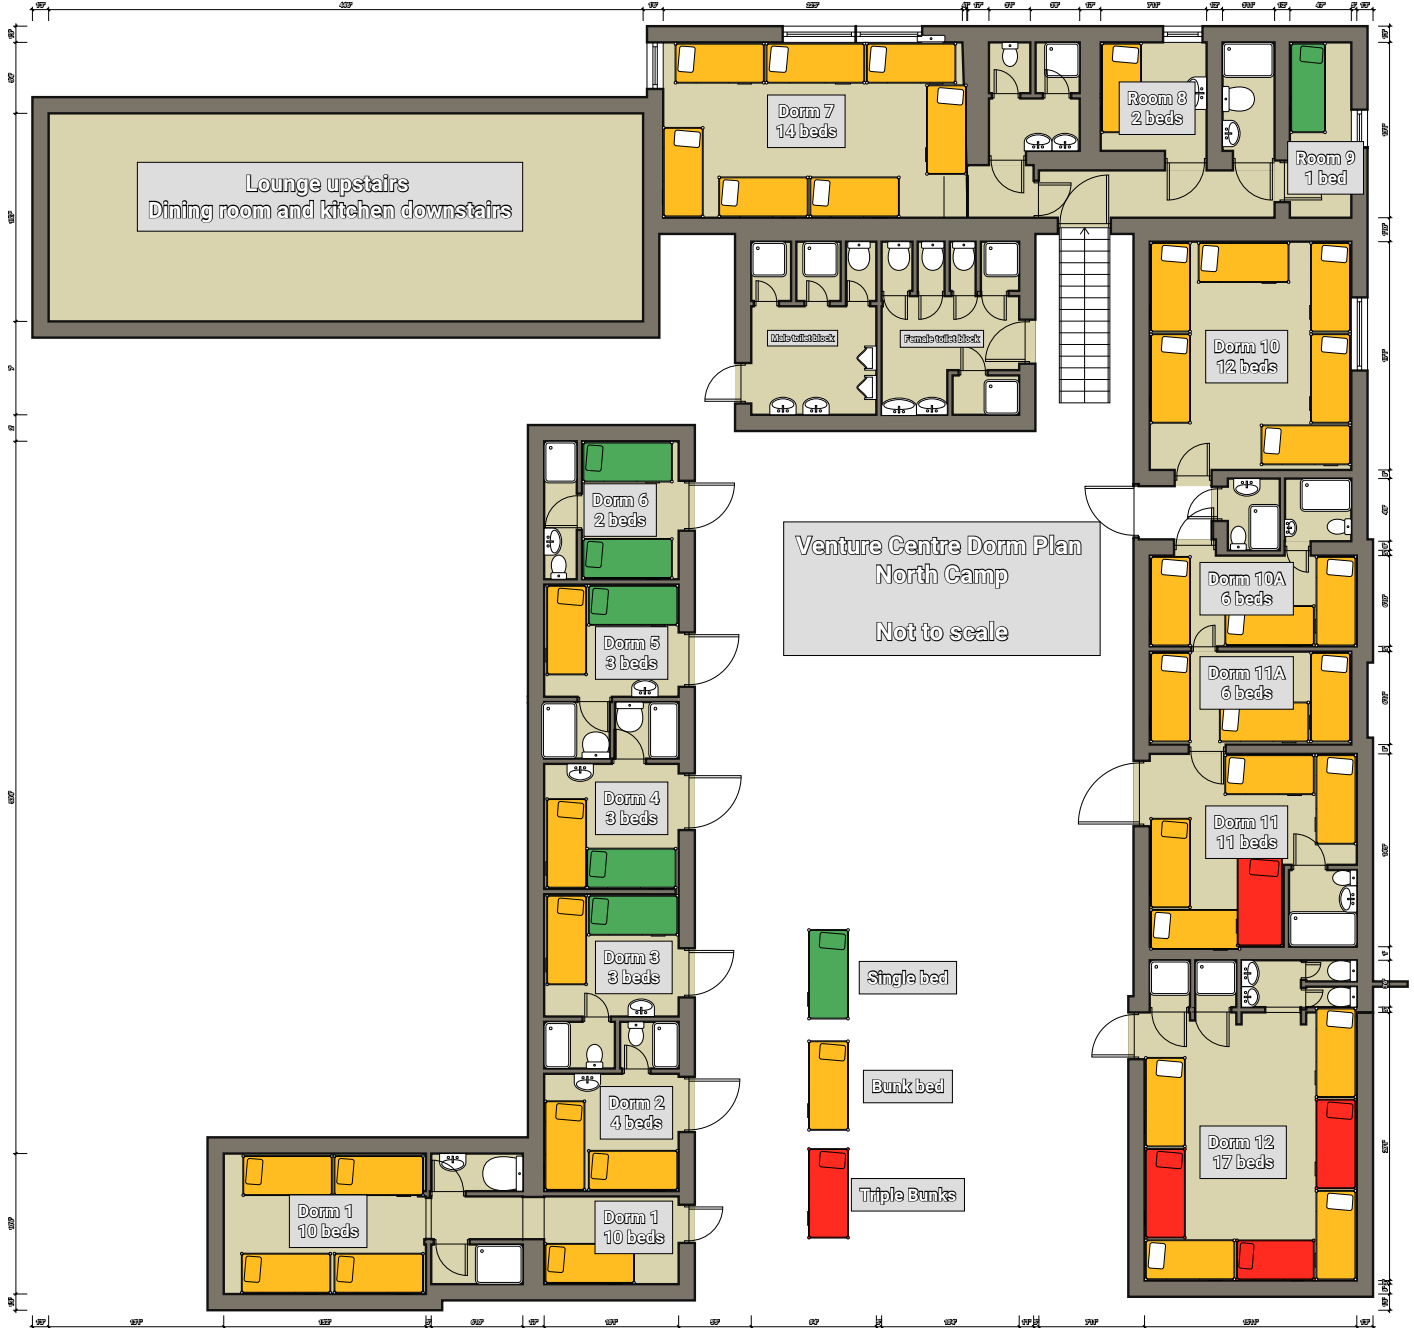 Dorm 7
14 beds
Room 8
2 beds
Room 9
1 bed
Lounge upstairs
Dining room and kitchen downstairs
Male toilet block
Female toilet block
Dorm 10
12 beds
Dorm 6
2 beds
Venture Centre Dorm Plan
North Camp
Not to scale
Dorm 10A
6 beds
Dorm 5
3 beds
Dorm 11A
6 beds
Dorm 4
3 beds
Dorm 11
11 beds
Dorm 3
3 beds
Single bed
Bunk bed
Dorm 2
4 beds
Dorm 12
17 beds
Triple Bunks
Dorm 1
10 beds
Dorm 1
10 beds